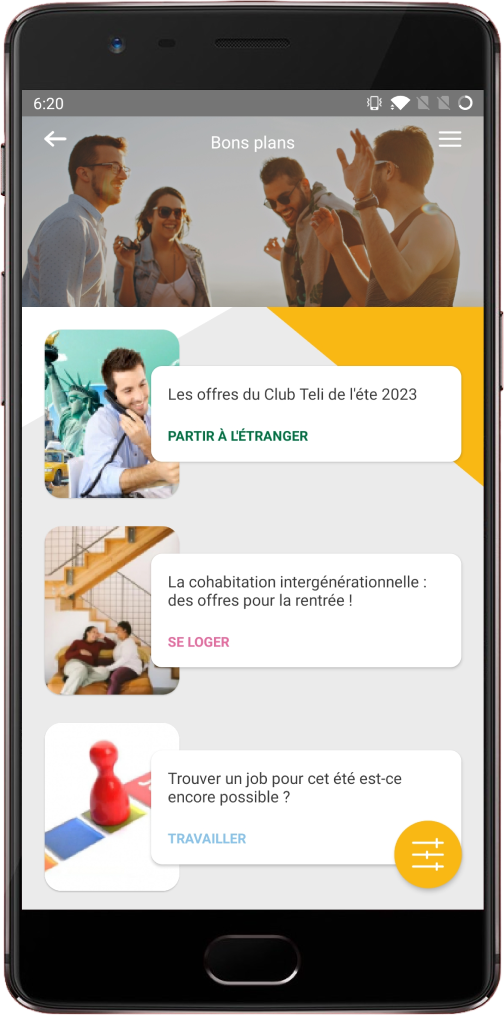 6:20
Bons plans
Les offres du Club Teli de l'éte 2023
PARTIR À L'ÉTRANGER
La cohabitation intergénérationnelle :
des offres pour la rentrée !
SE LOGER
Trouver un job pour cet été est-ce
encore possible ?
TRAVAILLER